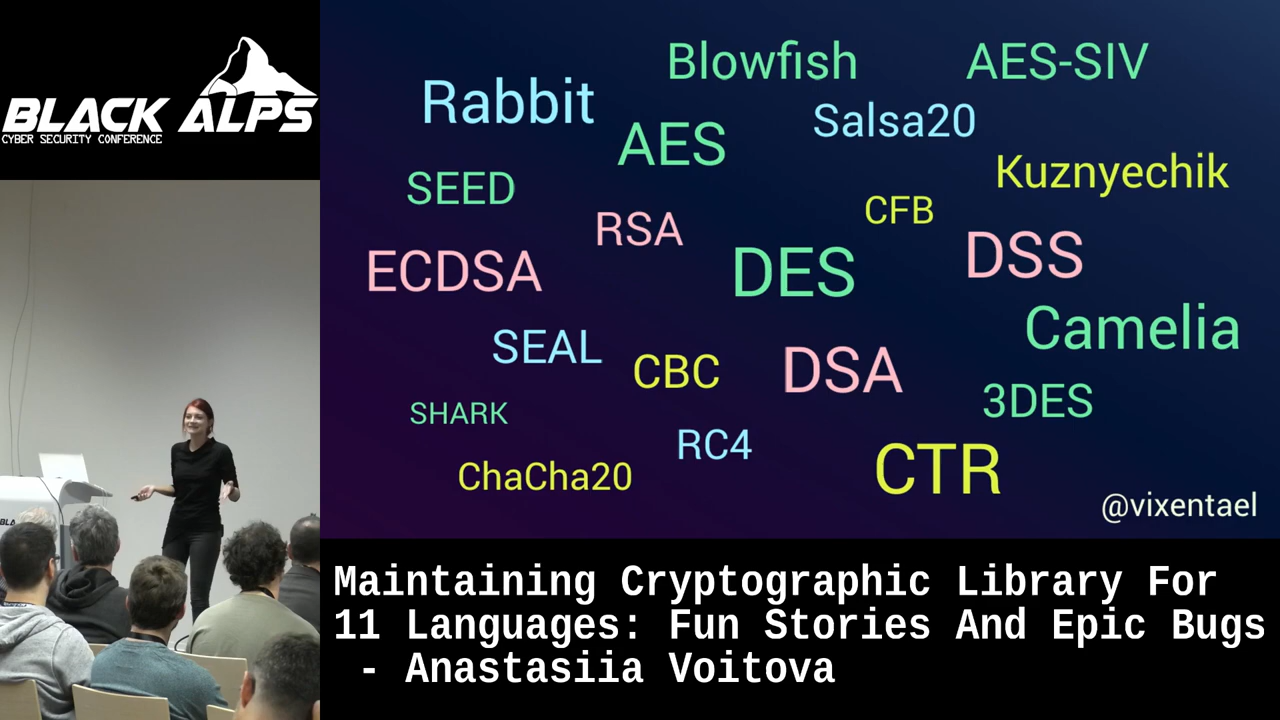 BLACK ALPS
CYBER SECURITY CONFERENCE
Blowfish
AES-SIV
Rabbit
Salsa20
AES
Kuznyechik
SEED
CFB
RSA
DSS
ECDSA
DES
Camelia
SEAL
CBC
DSA
3DES
SHARK
RC4
CTR
ChaCha20
@vixentael
BLA
Maintaining Cryptographic Library For
11 Languages: Fun Stories And Epic Bugs
- Anastasiia Voitova